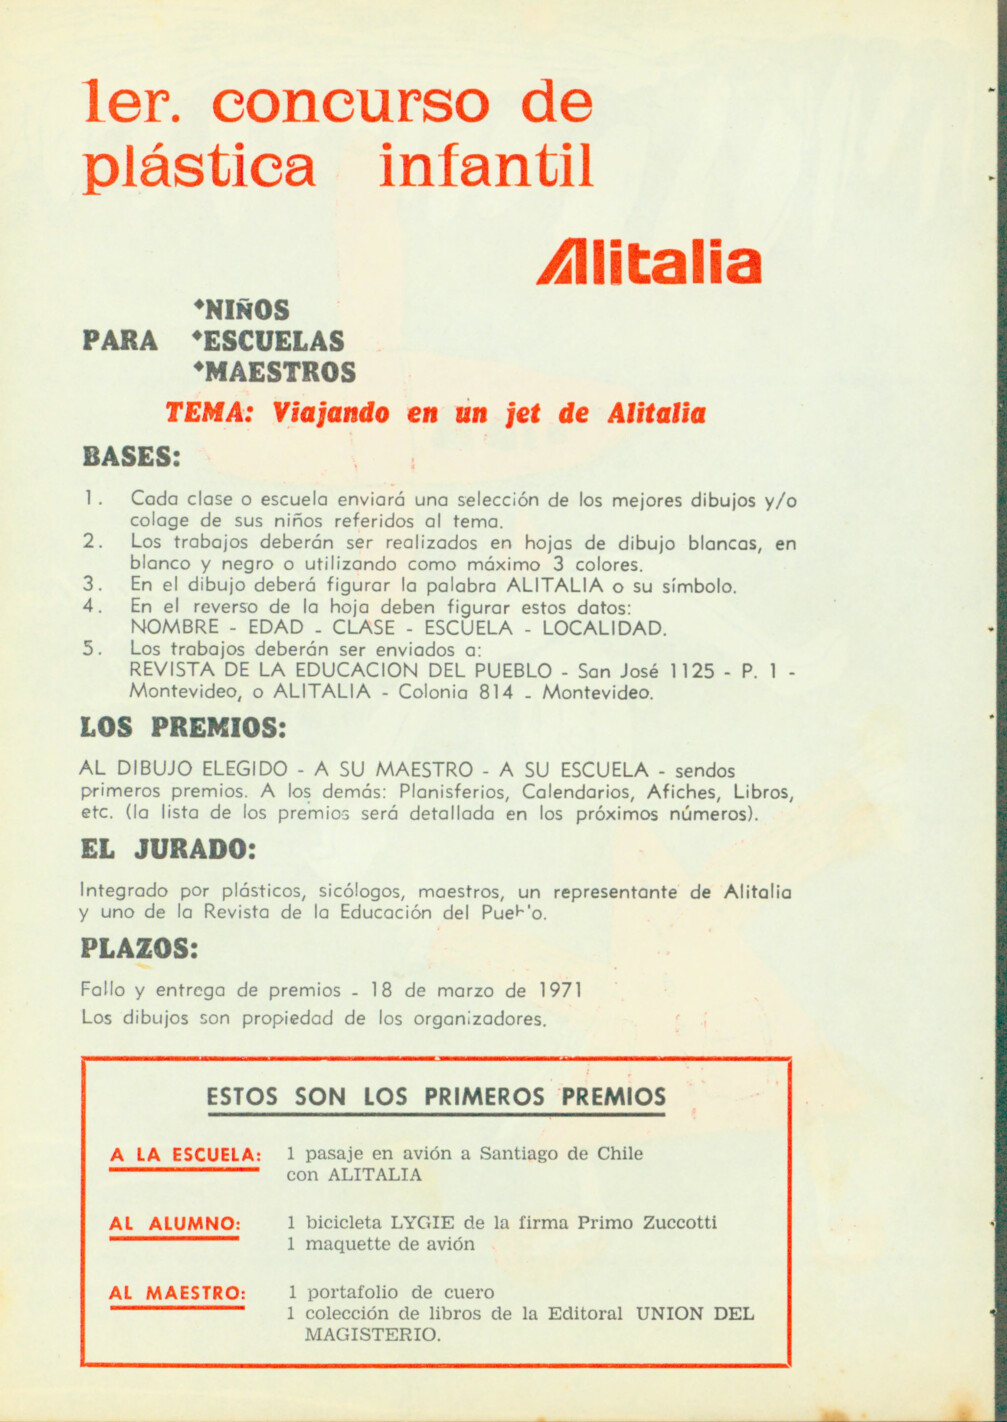 1er. concurso de
plástica infantil
Alitalia
*NIÑOS
PARA *ESCUELAS
*MAESTROS
TEMA: Viajando en un jet de Alitalia
BASES:
1. Cada clase o escuela enviará una selección de los mejores dibujos y/o
colage de sus niños referidos al tema.
2. Los trabajos deberán ser realizados en hojas de dibujo blancas, en
blanco y negro o utilizando como máximo 3 colores.
3. En el dibujo deberá figurar la palabra ALITALIA o su símbolo.
4. En el reverso de la hoja deben figurar estos datos:
NOMBRE - EDAD - CLASE - ESCUELA - LOCALIDAD.
5. Los trabajos deberán ser enviados a:
REVISTA DE LA EDUCACION DEL PUEBLO - San José 1125 - P. 1 -
Montevideo, o ALITALIA - Colonia 814 - Montevideo.
LOS PREMIOS:
AL DIBUJO ELEGIDO - A SU MAESTRO - A SU ESCUELA - sendos
primeros premios. A los demás: Planisferios, Calendarios, Afiches, Libros,
etc. (la lista de los premios será detallada en los próximos números).
EL JURADO:
Integrado por plásticos, sicólogos, maestros, un representante de Alitalia
y uno de la Revista de la Educación del
PLAZOS:
Fallo y entrega de premios - 18 de marzo de 1971
Los dibujos son propiedad de los organizadores.
ESTOS SON LOS PRIMEROS PREMIOS
A LA ESCUELA: 1 pasaje en avión a Santiago de Chile
con ALITALIA
AL ALUMNO: 1 bicicleta LYGIE de la firma Primo Zuccotti
1 maquette de avión
AL MAESTRO: 1 portafolio de cuero
1 colección de libros de la Editoral UNION DEL
MAGISTERIO.